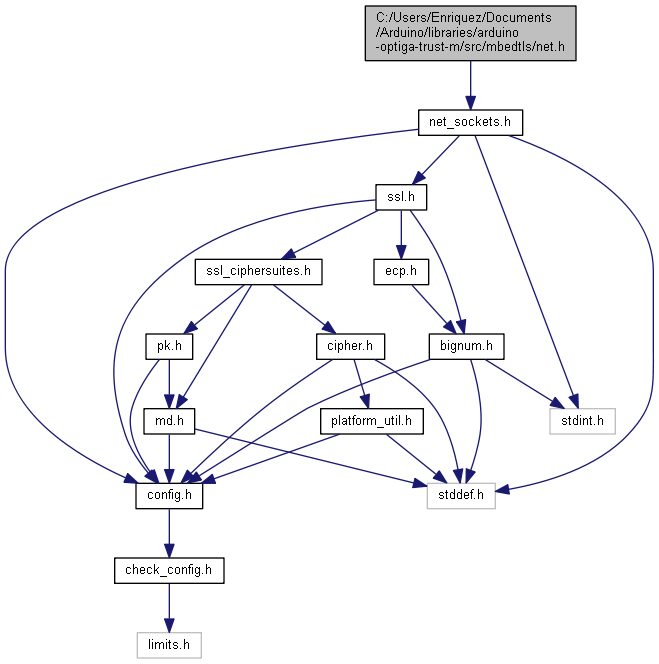 C:/Users/Enriquez/Documents
/Arduino/libraries/arduino
-optiga-trust-m/src/mbedtls/net.h
net_sockets.h
ssl.h
ssl_ciphersuites.h
ecp.h
pk.h
cipher.h
bignum.h
md.h
platform_util.h
stdint.h
config.h
stddef.h
check_config.h
limits.h